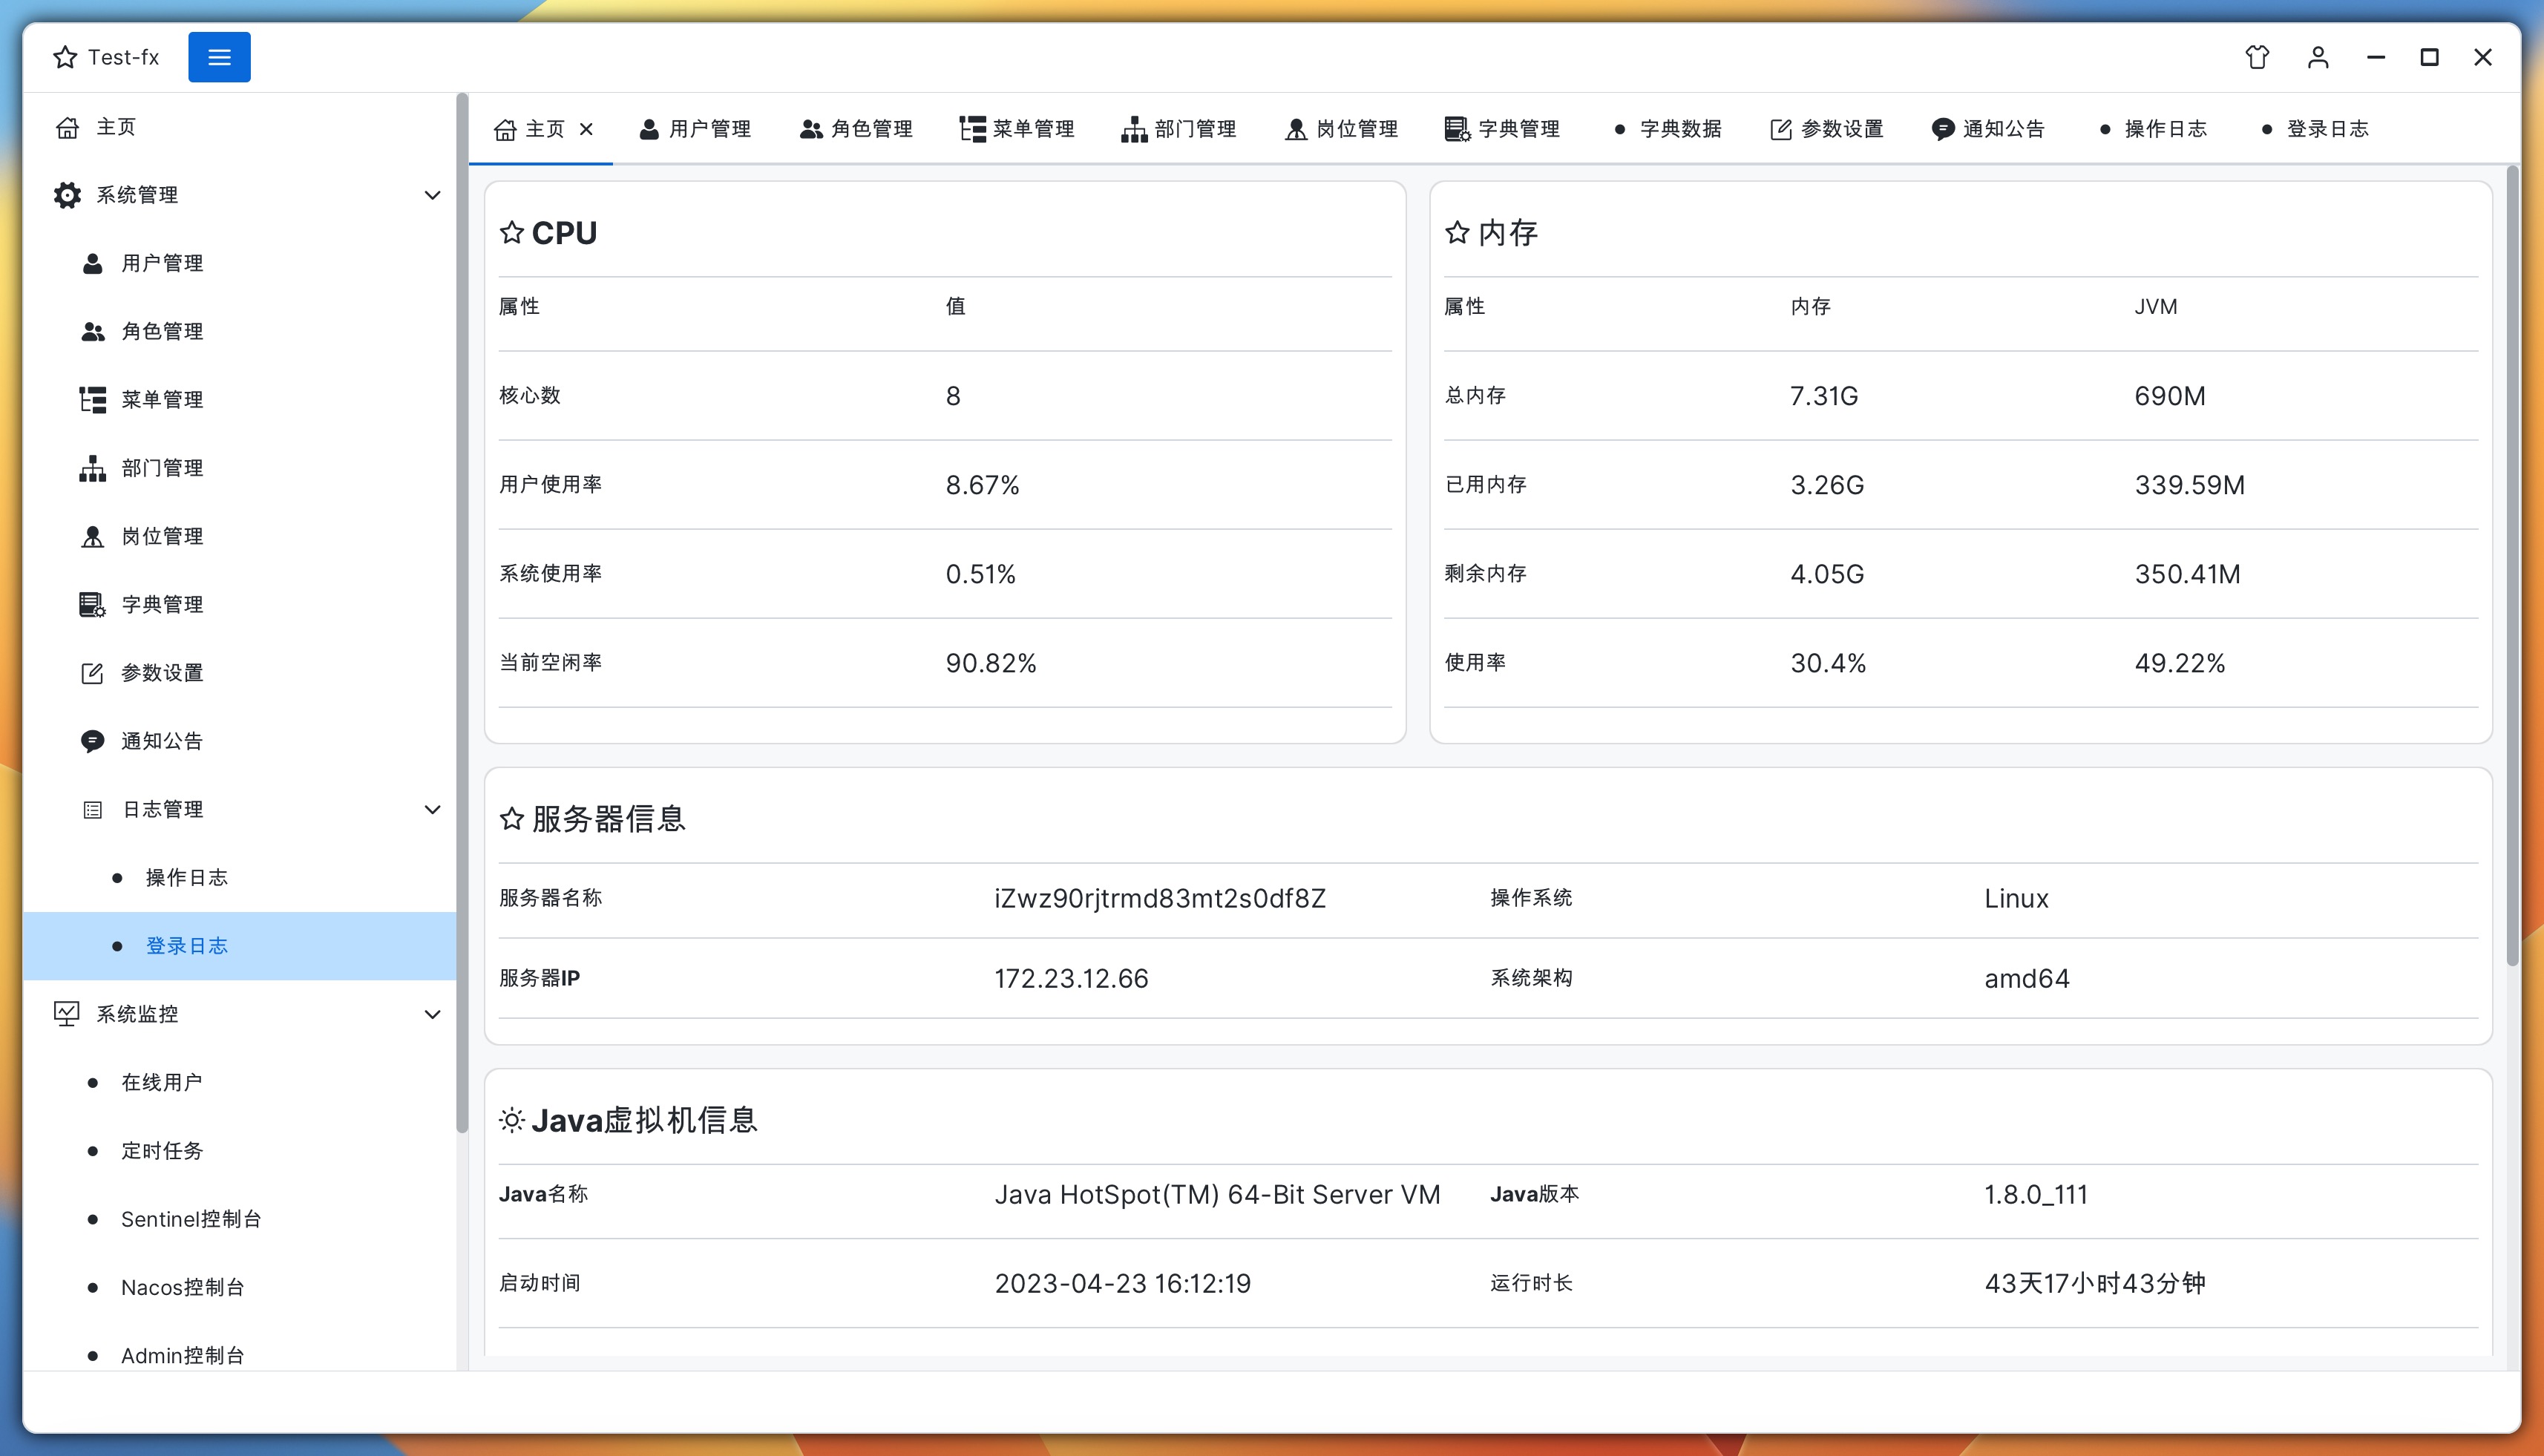 Test-fx
主页
系统管理
用户管理
角色管理
菜单管理
部门管理
岗位管理
字典管理
参数设置
通知公告
日志管理
操作日志
登录日志
系统监控
在线用户
定时任务
Sentinel控制台
Nacos控制台
Admin控制台
主页 用户管理 角色管理 菜单管理 部门管理 岗位管理 字典管理 字典数据 参数设置 通知公告 操作日志 登录日志
CPU
属性 值
核心数 8
用户使用率 8.67%
系统使用率 0.51%
当前空闲率 90.82%
内存
属性 内存 JVM
总内存 7.31G 690M
已用内存 3.26G 339.59M
剩余内存 4.05G 350.41M
使用率 30.4% 49.22%
服务器信息
服务器名称 iZwz90rjtrmd83mt2s0df8Z 操作系统 Linux
服务器IP 172.23.12.66 系统架构 amd64
Java虚拟机信息
Java名称 Java HotSpot(TM) 64-Bit Server VM Java版本 1.8.0_111
启动时间 2023-04-23 16:12:19 运行时长 43天17小时43分钟